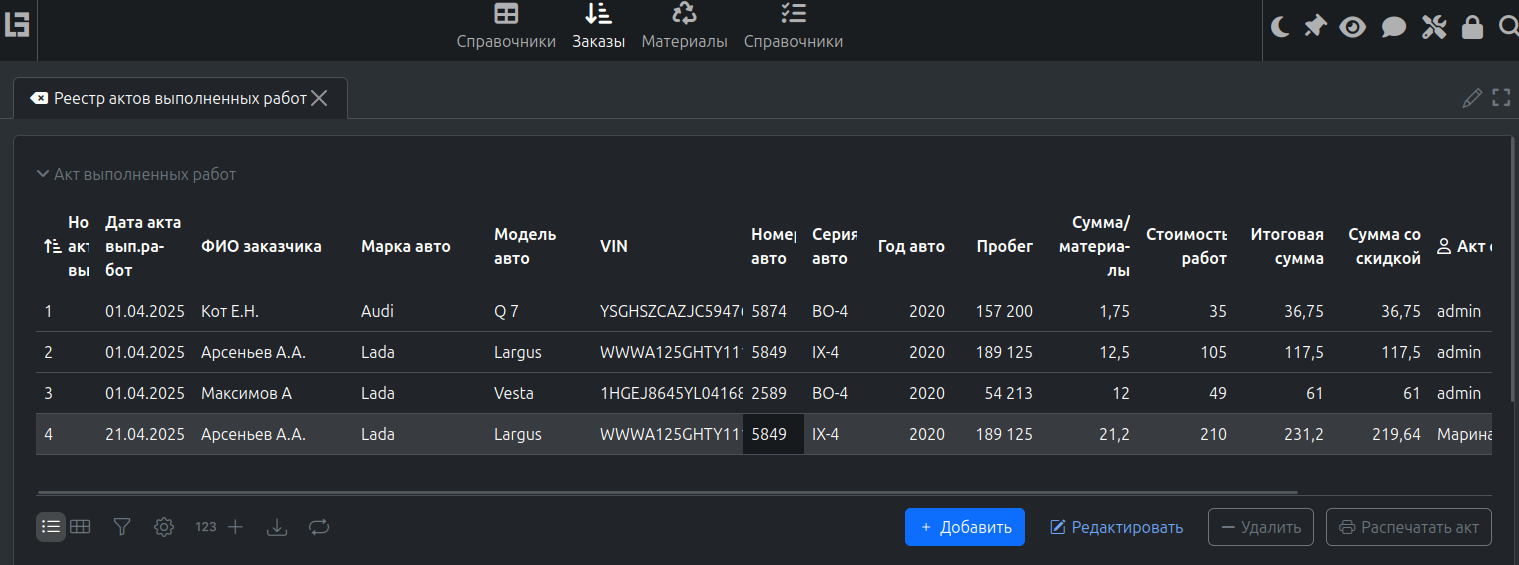 Справочники Заказы Материалы Справочники
Реестр актов выполненных работ
Акт выполненных работ
Но
акт
вы
Дата акта
вып.ра-
бот
ФИО заказчика
Марка авто
Модель
авто
VIN
Номер
авто
Серия
авто
Год авто
Пробег
Сумма/
материа-
лы
Стоимость
работ
Итоговая
сумма
Сумма со
скидкой
Акт
1 01.04.2025 Кот Е.Н. Audi Q 7 YSGHSZCAZJC5947 5874 ВО-4 2020 157 200 1,75 35 36,75 36,75 admin
2 01.04.2025 Арсеньев А.А. Lada Largus WWWA125GHTY11 5849 IX-4 2020 189 125 12,5 105 117,5 117,5 admin
3 01.04.2025 Максимов А Lada Vesta 1HGEJ8645YL04168 2589 ВО-4 2020 54 213 12 49 61 61 admin
4 21.04.2025 Арсеньев А.А. Lada Largus WWWA125GHTY11 5849 IX-4 2020 189 125 21,2 210 231,2 219,64 Марина
123 Добавить Редактировать Удалить Распечатать акт